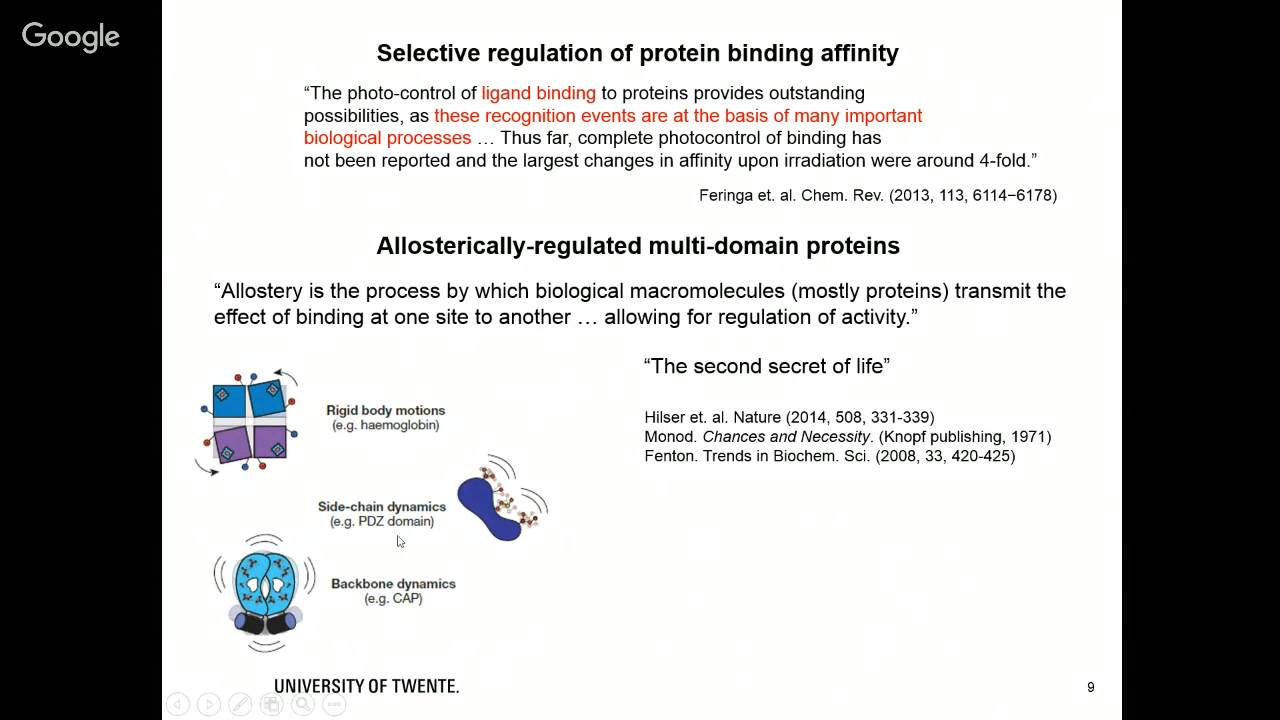 Google
Selective regulation of protein binding affinity
“The photo-control of ligand binding to proteins provides outstanding
possibilities, as these recognition events are at the basis of many important
biological processes … Thus far, complete photocontrol of binding has
not been reported and the largest changes in affinity upon irradiation were around 4-fold.”
Feringa et. al. Chem. Rev. (2013, 113, 6114−6178)
Allosterically-regulated multi-domain proteins
“Allostery is the process by which biological macromolecules (mostly proteins) transmit the
effect of binding at one site to another … allowing for regulation of activity.”
“The second secret of life”
Rigid body motions
(e.g. haemoglobin)
Hilser et. al. Nature (2014, 508, 331-339)
Monod. Chances and Necessity. (Knopf publishing, 1971)
Fenton. Trends in Biochem. Sci. (2008, 33, 420-425)
Side-chain dynamics
(e.g. PDZ domain)
Backbone dynamics
(e.g. CAP)
UNIVERSITY OF TWENTE.
9